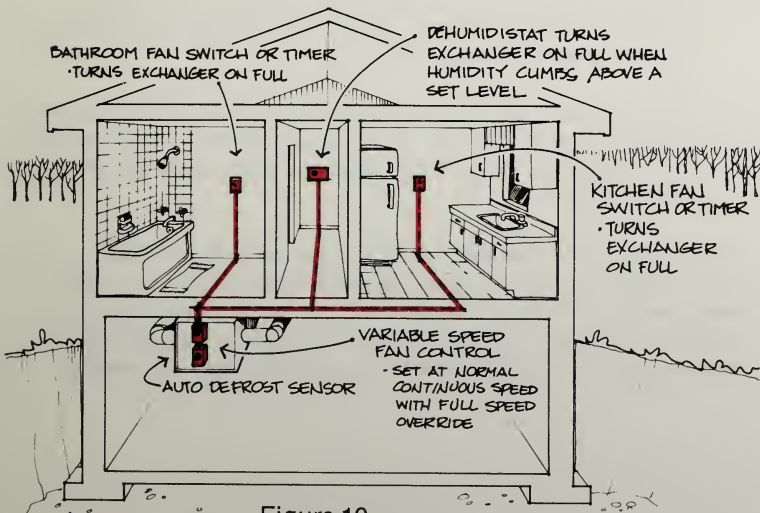 BATHROOM FAN SWITCH OR TIMER
· TURNS EXCHANGER ON FULL
DEHUMIDISTAT TURNS
EXCHANGER ON FULL WHEN
HUMIDITY CLIMBS ABOVE A
SET LEVEL
KITCHEN FAN
SWITCH OR TIMER
· TURNS
EXCHANGER
ON FULL
AUTO DEFROST SENSOR
VARIABLE SPEED
FAN CONTROL
· SET AT NORMAL
CONTINUOUS SPEED
WITH FULL SPEED
OVERRIDE